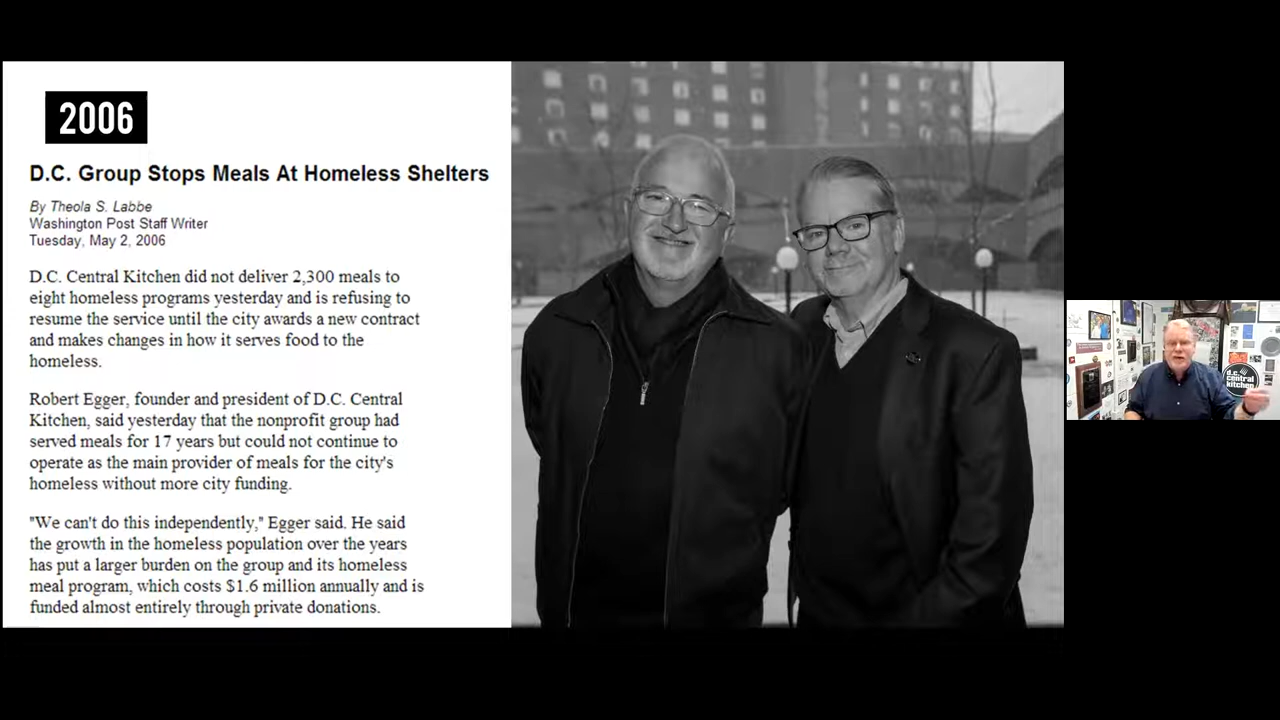 2006
D.C. Group Stops Meals At Homeless Shelters
By Theola S. Labbe
Washington Post Staff Writer
Tuesday, May 2, 2006
D.C. Central Kitchen did not deliver 2,300 meals to
eight homeless programs yesterday and is refusing to
resume the service until the city awards a new contract
and makes changes in how it serves food to the
homeless.
Robert Egger, founder and president of D.C. Central
Kitchen, said yesterday that the nonprofit group had
served meals for 17 years but could not continue to
operate as the main provider of meals for the city's
homeless without more city funding.
"We can't do this independently," Egger said. He said
the growth in the homeless population over the years
has put a larger burden on the group and its homeless
meal program, which costs $1.6 million annually and is
funded almost entirely through private donations.
d.c.
central
kitchen